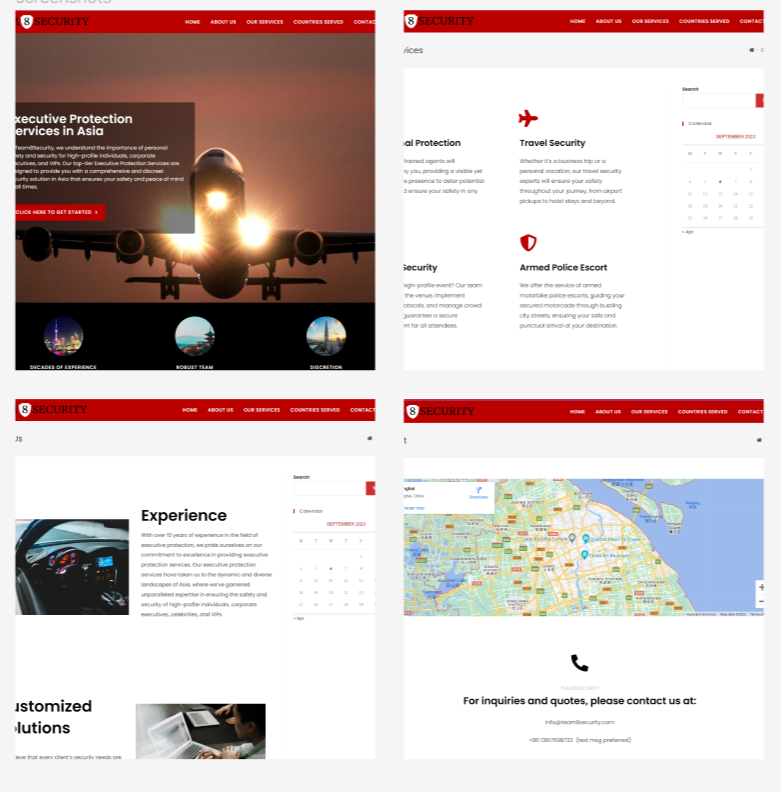 screenshots
8 SECURITY
HOME ABOUT US OUR SERVICES COUNTRIES SERVED CONTAC
xecutive Protection
ervices in Asia
Team8Security, we understand the importance of personal
ety and security for high-profile individuals, corporate
ecutives, and VIPs. Our top-tier Executive Protection Services are
signed to provide you with a comprehensive and discreet
curity solution in Asia that ensures your safety and peace of mind
all times.
CLICK HERE TO GET STARTED >
DECADES OF EXPERIENCE
ROBUST TEAM
DISCRETION
8 SECURITY
HOME ABOUT US OUR SERVICES COUNTRIES SERVED CONTACT
vices
al Protection
trained agents will
ny you, providing a visible yet
e presence to deter potential
d ensure your safety in any
Travel Security
Whether it's a business trip or a
personal vacation, our travel security
experts will ensure your safety
throughout your journey, from airport
pickups to hotel stays and beyond.
Security
igh-profile event? Our team
the venue, implement
otocols, and manage crowd
guarantee a secure
nt for all attendees.
Armed Police Escort
We offer the service of armed
motorbike police escorts, guiding your
secured motorcade through bustling
city streets, ensuring your safe and
punctual arrival at your destination.
Search
Calendar
SEPTEMBER 2023
M T W T F
1
4 5 6 7 8
11 12 13 14 15
18 19 20 21 22
25 26 27 28 29
« Apr
8 SECURITY
HOME ABOUT US OUR SERVICES COUNTRIES SERVED CONTACT
Us
Experience
With over 10 years of experience in the field of
executive protection, we pride ourselves on our
commitment to excellence in providing executive
protection services. Our executive protection
services have taken us to the dynamic and diverse
landscapes of Asia, where we've garnered
unparalleled expertise in ensuring the safety and
security of high-profile individuals, corporate
executives, celebrities, and VIPs.
ustomized
olutions
lieve that every client's security needs are
Search
Calendar
SEPTEMBER 2023
M T W T F
1
4 5 6 7 8
11 12 13 14 15
18 19 20 21 22
25 26 27 28 29
« Apr
8 SECURITY
HOME ABOUT US OUR SERVICES COUNTRIES SERVED CONTACT
t
nghai
ghai, China
Directions
larger map
TEAM8SECURITY
For inquiries and quotes, please contact us at:
info@team8security.com
+86 13817698733 (text msg preferred)